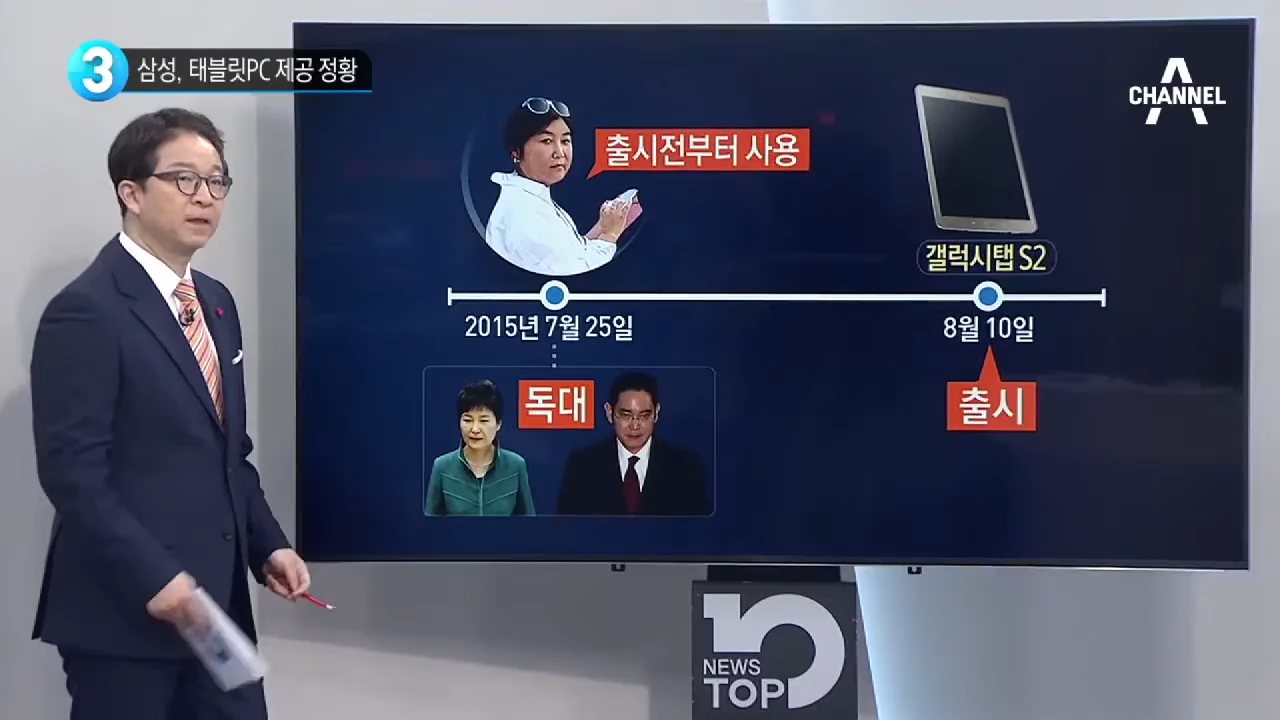 3 삼성, 태블릿PC 제공 정황
CHANNEL A
출시전부터 사용
갤럭시탭 S2
2015년 7월 25일
8월 10일
독대
출시
10
NEWS
TOP